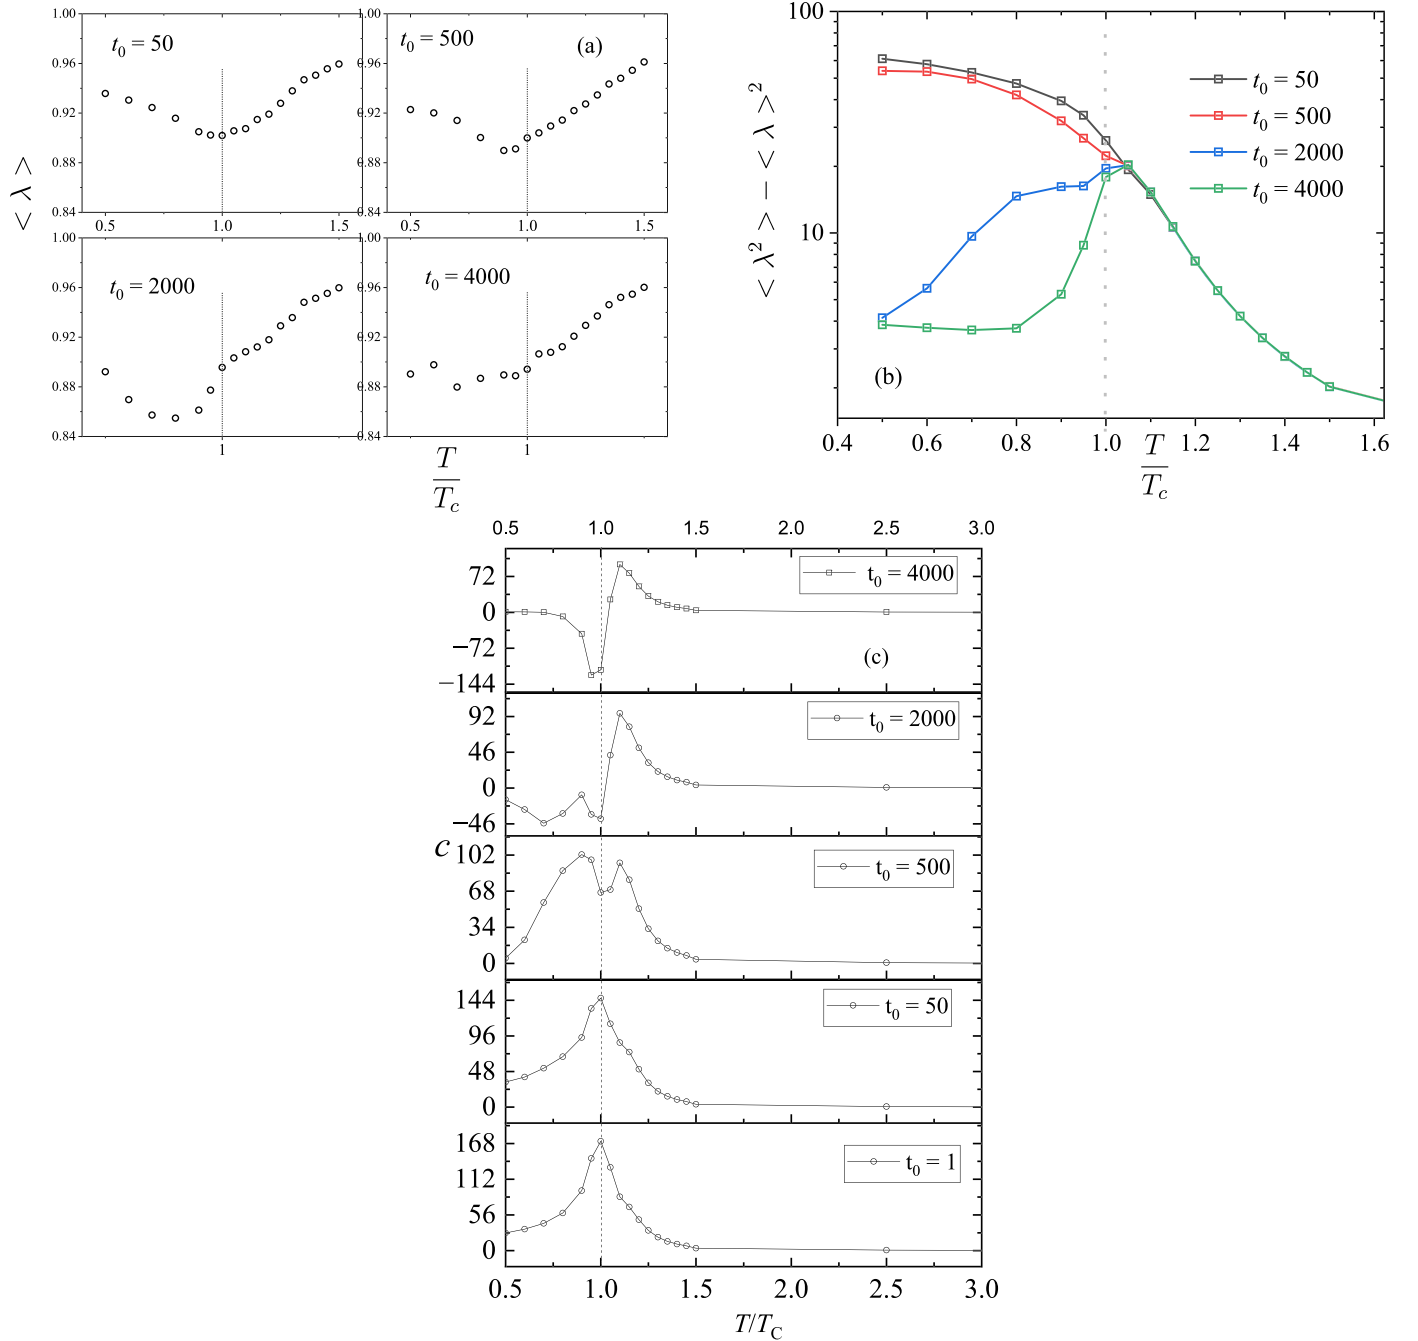 1.00
0.96
0.92
0.88
0.84
t0 = 50
0.5 1.0 1.5
1.00
0.96
0.92
0.88
0.84
t0 = 500
(a)
0.5 1.0 1.5
< λ >
1.00
0.96
0.92
0.88
0.84
t0 = 2000
1
1.00
0.96
0.92
0.88
0.84
t0 = 4000
1
T
Tc
100
10
< λ² > − < λ >²
t0 = 50
t0 = 500
t0 = 2000
t0 = 4000
(b)
0.4 0.6 0.8 1.0 1.2 1.4 1.6
T
Tc
0.5 1.0 1.5 2.0 2.5 3.0
72
0
−72
−144
t0 = 4000
(c)
92
46
0
−46
t0 = 2000
c
102
68
34
0
t0 = 500
144
96
48
0
t0 = 50
168
112
56
0
t0 = 1
0.5 1.0 1.5 2.0 2.5 3.0
T/TC